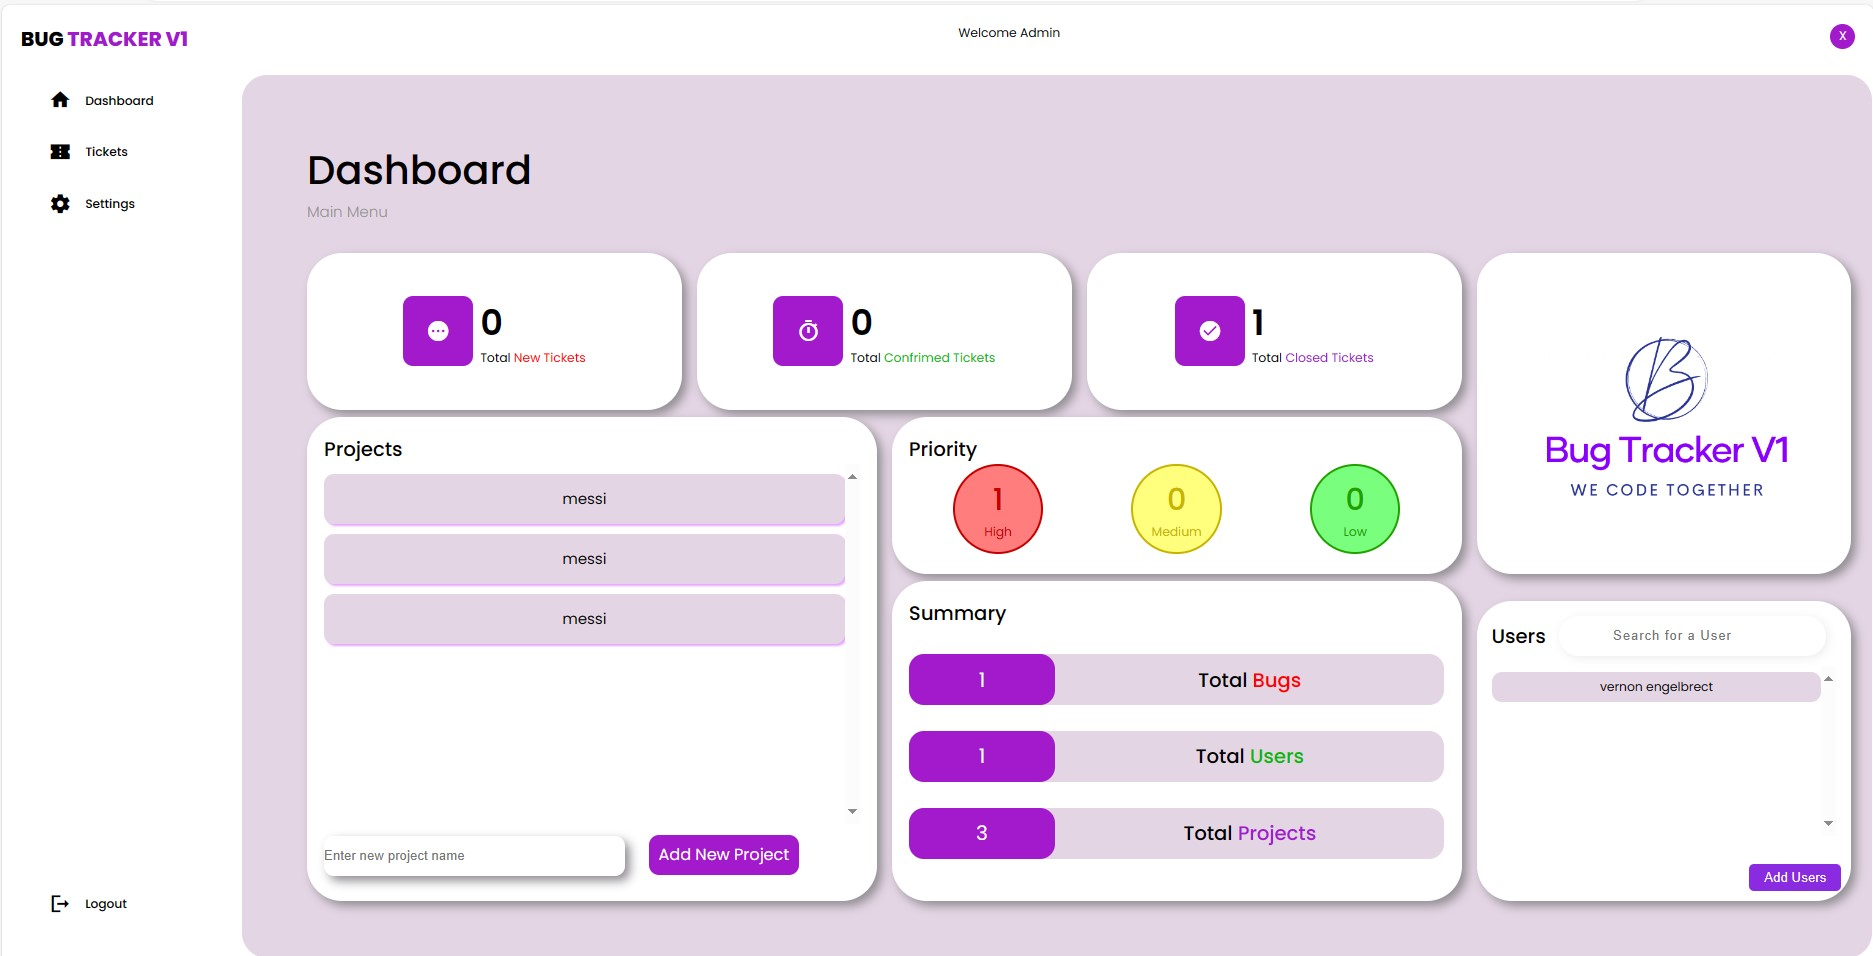 BUG TRACKER V1
Welcome Admin
X
Dashboard
Tickets
Settings
Logout
Dashboard
Main Menu
0
Total New Tickets
0
Total Confrimed Tickets
1
Total Closed Tickets
B
Bug Tracker V1
WE CODE TOGETHER
Projects
messi
messi
messi
Enter new project name
Add New Project
Priority
1
High
0
Medium
0
Low
Summary
1
Total Bugs
1
Total Users
3
Total Projects
Users
Search for a User
vernon engelbrect
Add Users